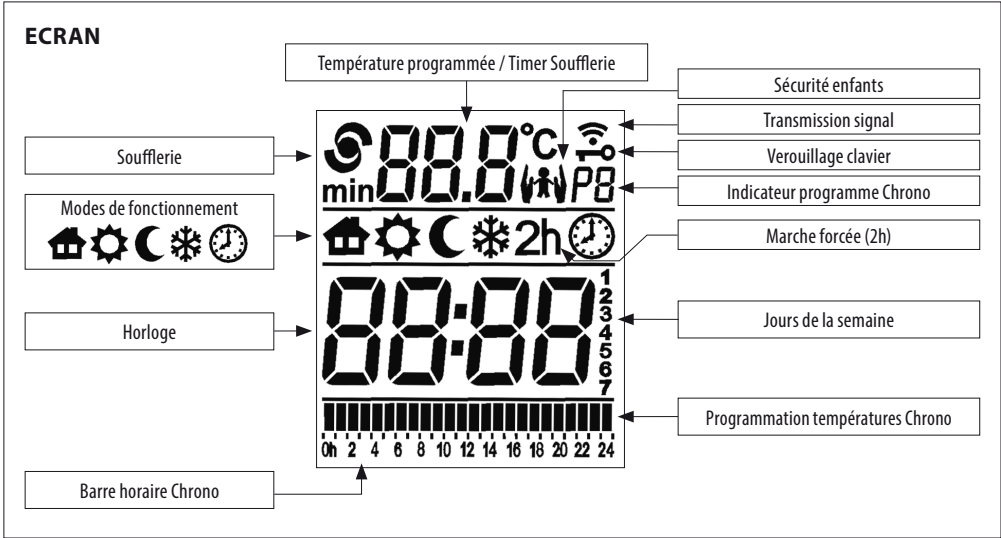 ECRAN
Température programmée / Timer Soufflerie
Sécurité enfants
Transmission signal
Soufflerie
Verouillage clavier
Indicateur programme Chrono
Modes de fonctionnement
Marche forcée (2h)
Horloge
Jours de la semaine
Programmation températures Chrono
Barre horaire Chrono
88.8°C
min
P8
2h
88:88
1
2
3
4
5
6
7
0h 2 4 6 8 10 12 14 16 18 20 22 24